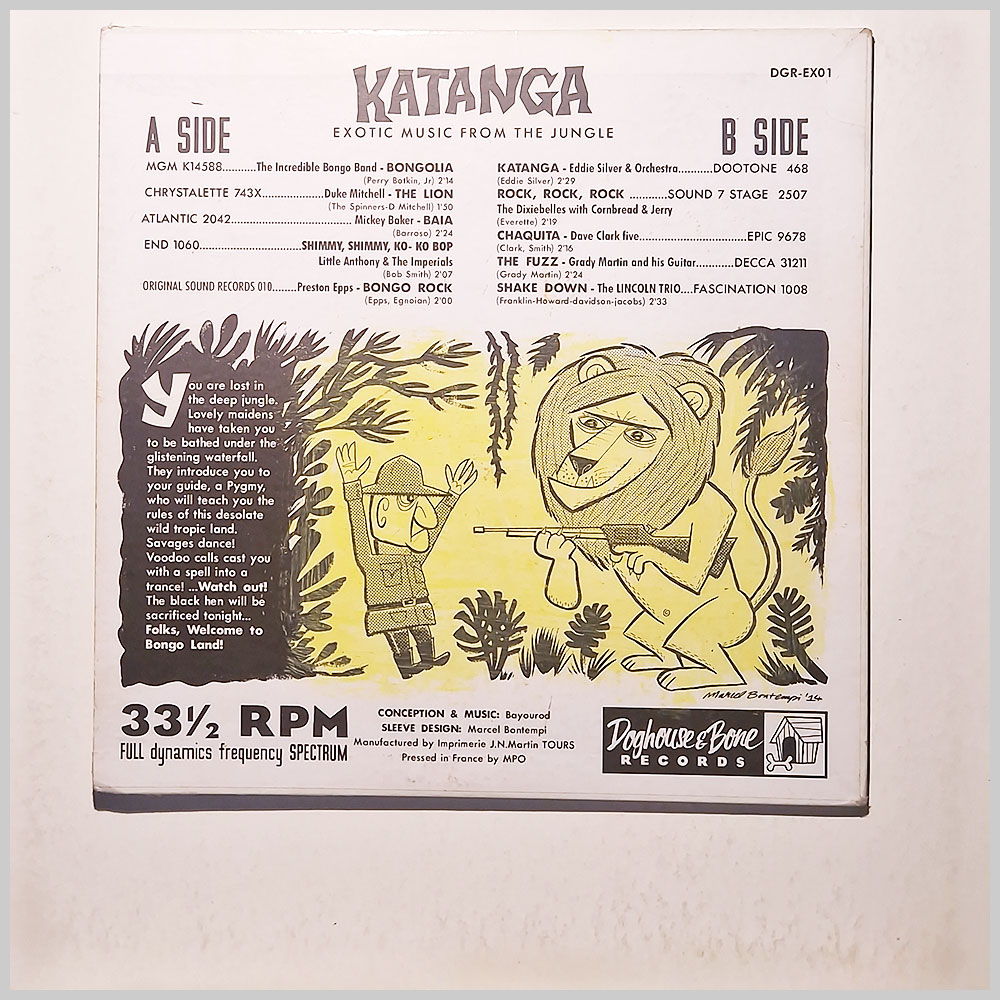 KATANGA
EXOTIC MUSIC FROM THE JUNGLE
DGR-EX01
A SIDE
MGM K14588..........The Incredible Bongo Band - BONGOLIA
(Perry Botkin, Jr) 2'14
CHRYSTALETTE 743X...................Duke Mitchell - THE LION
(The Spinners-D Mitchell) 1'50
ATLANTIC 2042.................................... Mickey Baker - BAIA
(Barroso) 2'24
END 1060..............................SHIMMY, SHIMMY, KO- KO BOP
Little Anthony & The Imperials
(Bob Smith) 2'07
ORIGINAL SOUND RECORDS 010........Preston Epps - BONGO ROCK
(Epps, Egnoian) 2'00
B SIDE
KATANGA - Eddie Silver & Orchestra..........DOOTONE 468
(Eddie Silver) 2'29
ROCK, ROCK, ROCK ...........SOUND 7 STAGE 2507
The Dixiebelles with Cornbread & Jerry
(Everette) 2'19
CHAQUITA - Dave Clark five................................EPIC 9678
(Clark, Smith) 2'16
THE FUZZ - Grady Martin and his Guitar...........DECCA 31211
(Grady Martin) 2'24
SHAKE DOWN - The LINCOLN TRIO....FASCINATION 1008
(Franklin-Howard-davidson-jacobs) 2'33
You are lost in
the deep jungle.
Lovely maidens
have taken you
to be bathed under the
glistening waterfall.
They introduce you to
your guide, a Pygmy,
who will teach you the
rules of this desolate
wild tropic land.
Savages dance!
Voodoo calls cast you
with a spell into a
trance! ...Watch out!
The black hen will be
sacrificed tonight...
Folks, Welcome to
Bongo Land!
Marcel Bontempi '14
33½ RPM
FULL dynamics frequency SPECTRUM
CONCEPTION & MUSIC: Bayourod
SLEEVE DESIGN: Marcel Bontempi
Manufactured by Imprimerie J.N.Martin TOURS
Pressed in France by MPO
Doghouse & Bone
RECORDS